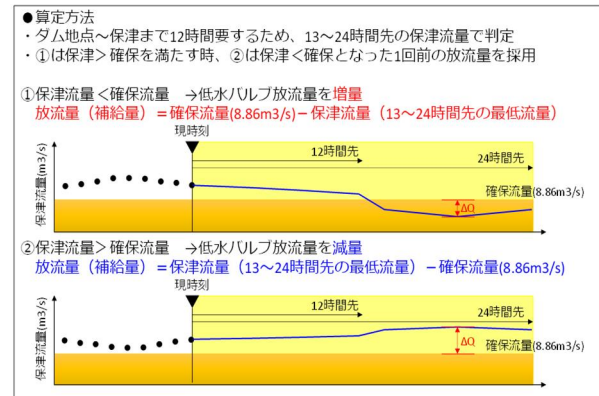 ●算定方法
・ダム地点～保津まで12時間要するため、13～24時間先の保津流量で判定
・①は保津＞確保を満たす時、②は保津＜確保となった1回前の放流量を採用
①保津流量＜確保流量　→低水バルブ放流量を増量
放流量（補給量）＝確保流量(8.86m3/s)－保津流量（13～24時間先の最低流量）
現時刻
12時間先
24時間先
保津流量(m3/s)
確保流量(8.86m3/s)
ΔQ
②保津流量＞確保流量　→低水バルブ放流量を減量
放流量（補給量）＝保津流量（13～24時間先の最低流量）－確保流量(8.86m3/s)
現時刻
12時間先
24時間先
保津流量(m3/s)
ΔQ
確保流量(8.86m3/s)